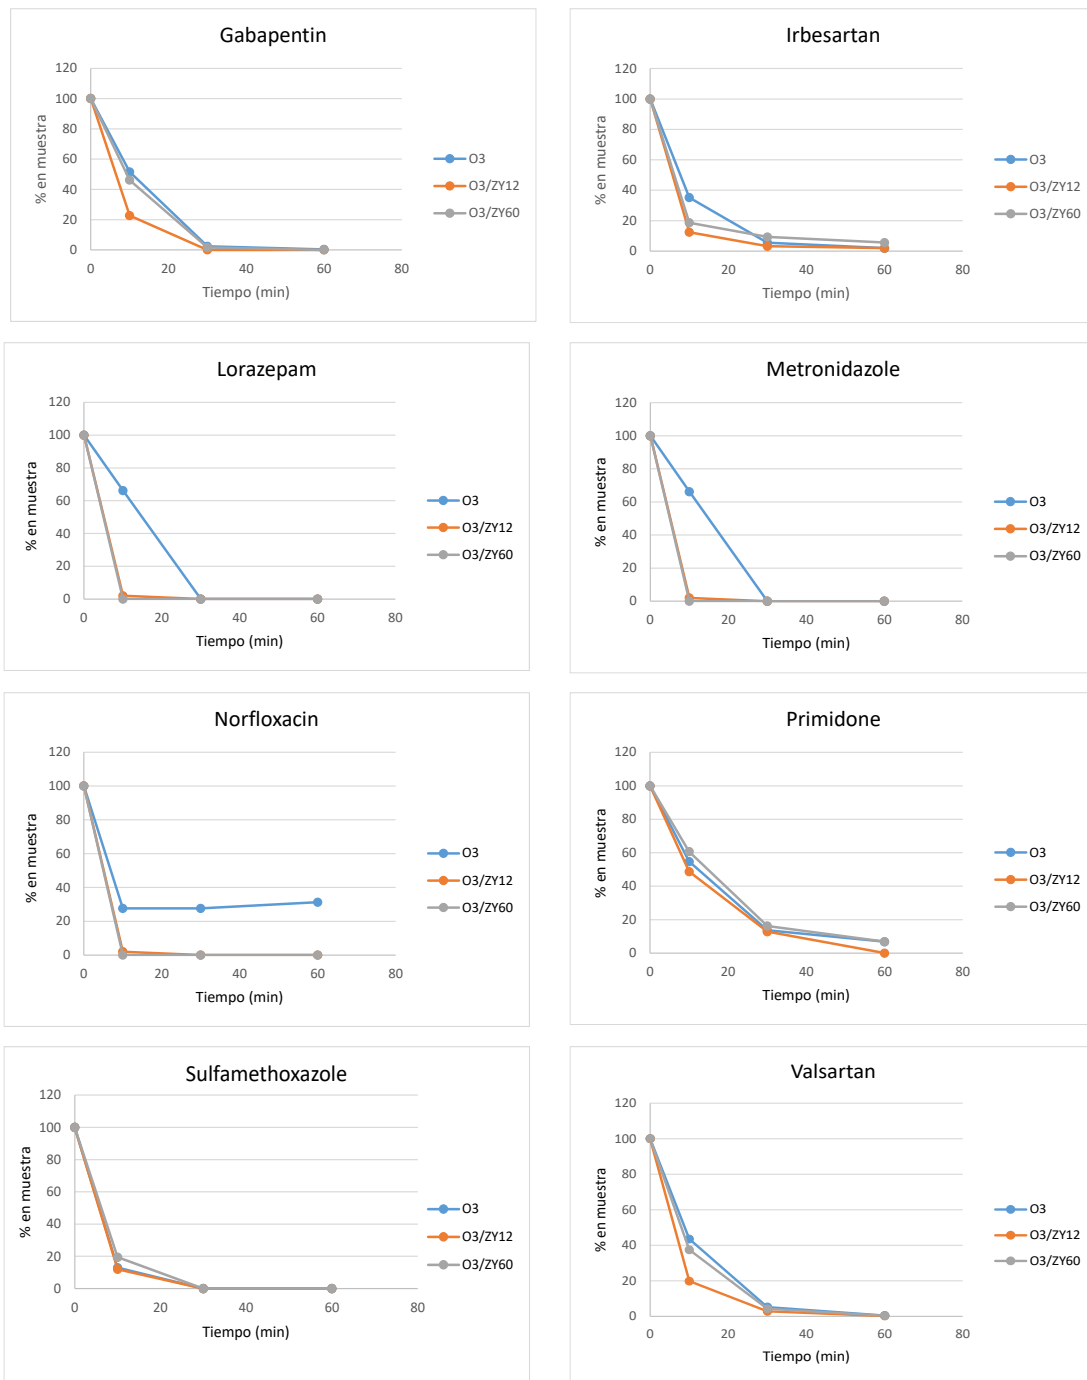 Gabapentin
120
100
80
60
40
20
0
0 20 40 60 80
% en muestra
Tiempo (min)
O3
O3/ZY12
O3/ZY60
Irbesartan
120
100
80
60
40
20
0
0 20 40 60 80
% en muestra
Tiempo (min)
O3
O3/ZY12
O3/ZY60
Lorazepam
120
100
80
60
40
20
0
0 20 40 60 80
% en muestra
Tiempo (min)
O3
O3/ZY12
O3/ZY60
Metronidazole
120
100
80
60
40
20
0
0 20 40 60 80
% en muestra
Tiempo (min)
O3
O3/ZY12
O3/ZY60
Norfloxacin
120
100
80
60
40
20
0
0 20 40 60 80
% en muestra
Tiempo (min)
O3
O3/ZY12
O3/ZY60
Primidone
120
100
80
60
40
20
0
0 20 40 60 80
% en muestra
Tiempo (min)
O3
O3/ZY12
O3/ZY60
Sulfamethoxazole
120
100
80
60
40
20
0
0 20 40 60 80
% en muestra
Tiempo (min)
O3
O3/ZY12
O3/ZY60
Valsartan
120
100
80
60
40
20
0
0 20 40 60 80
% en muestra
Tiempo (min)
O3
O3/ZY12
O3/ZY60